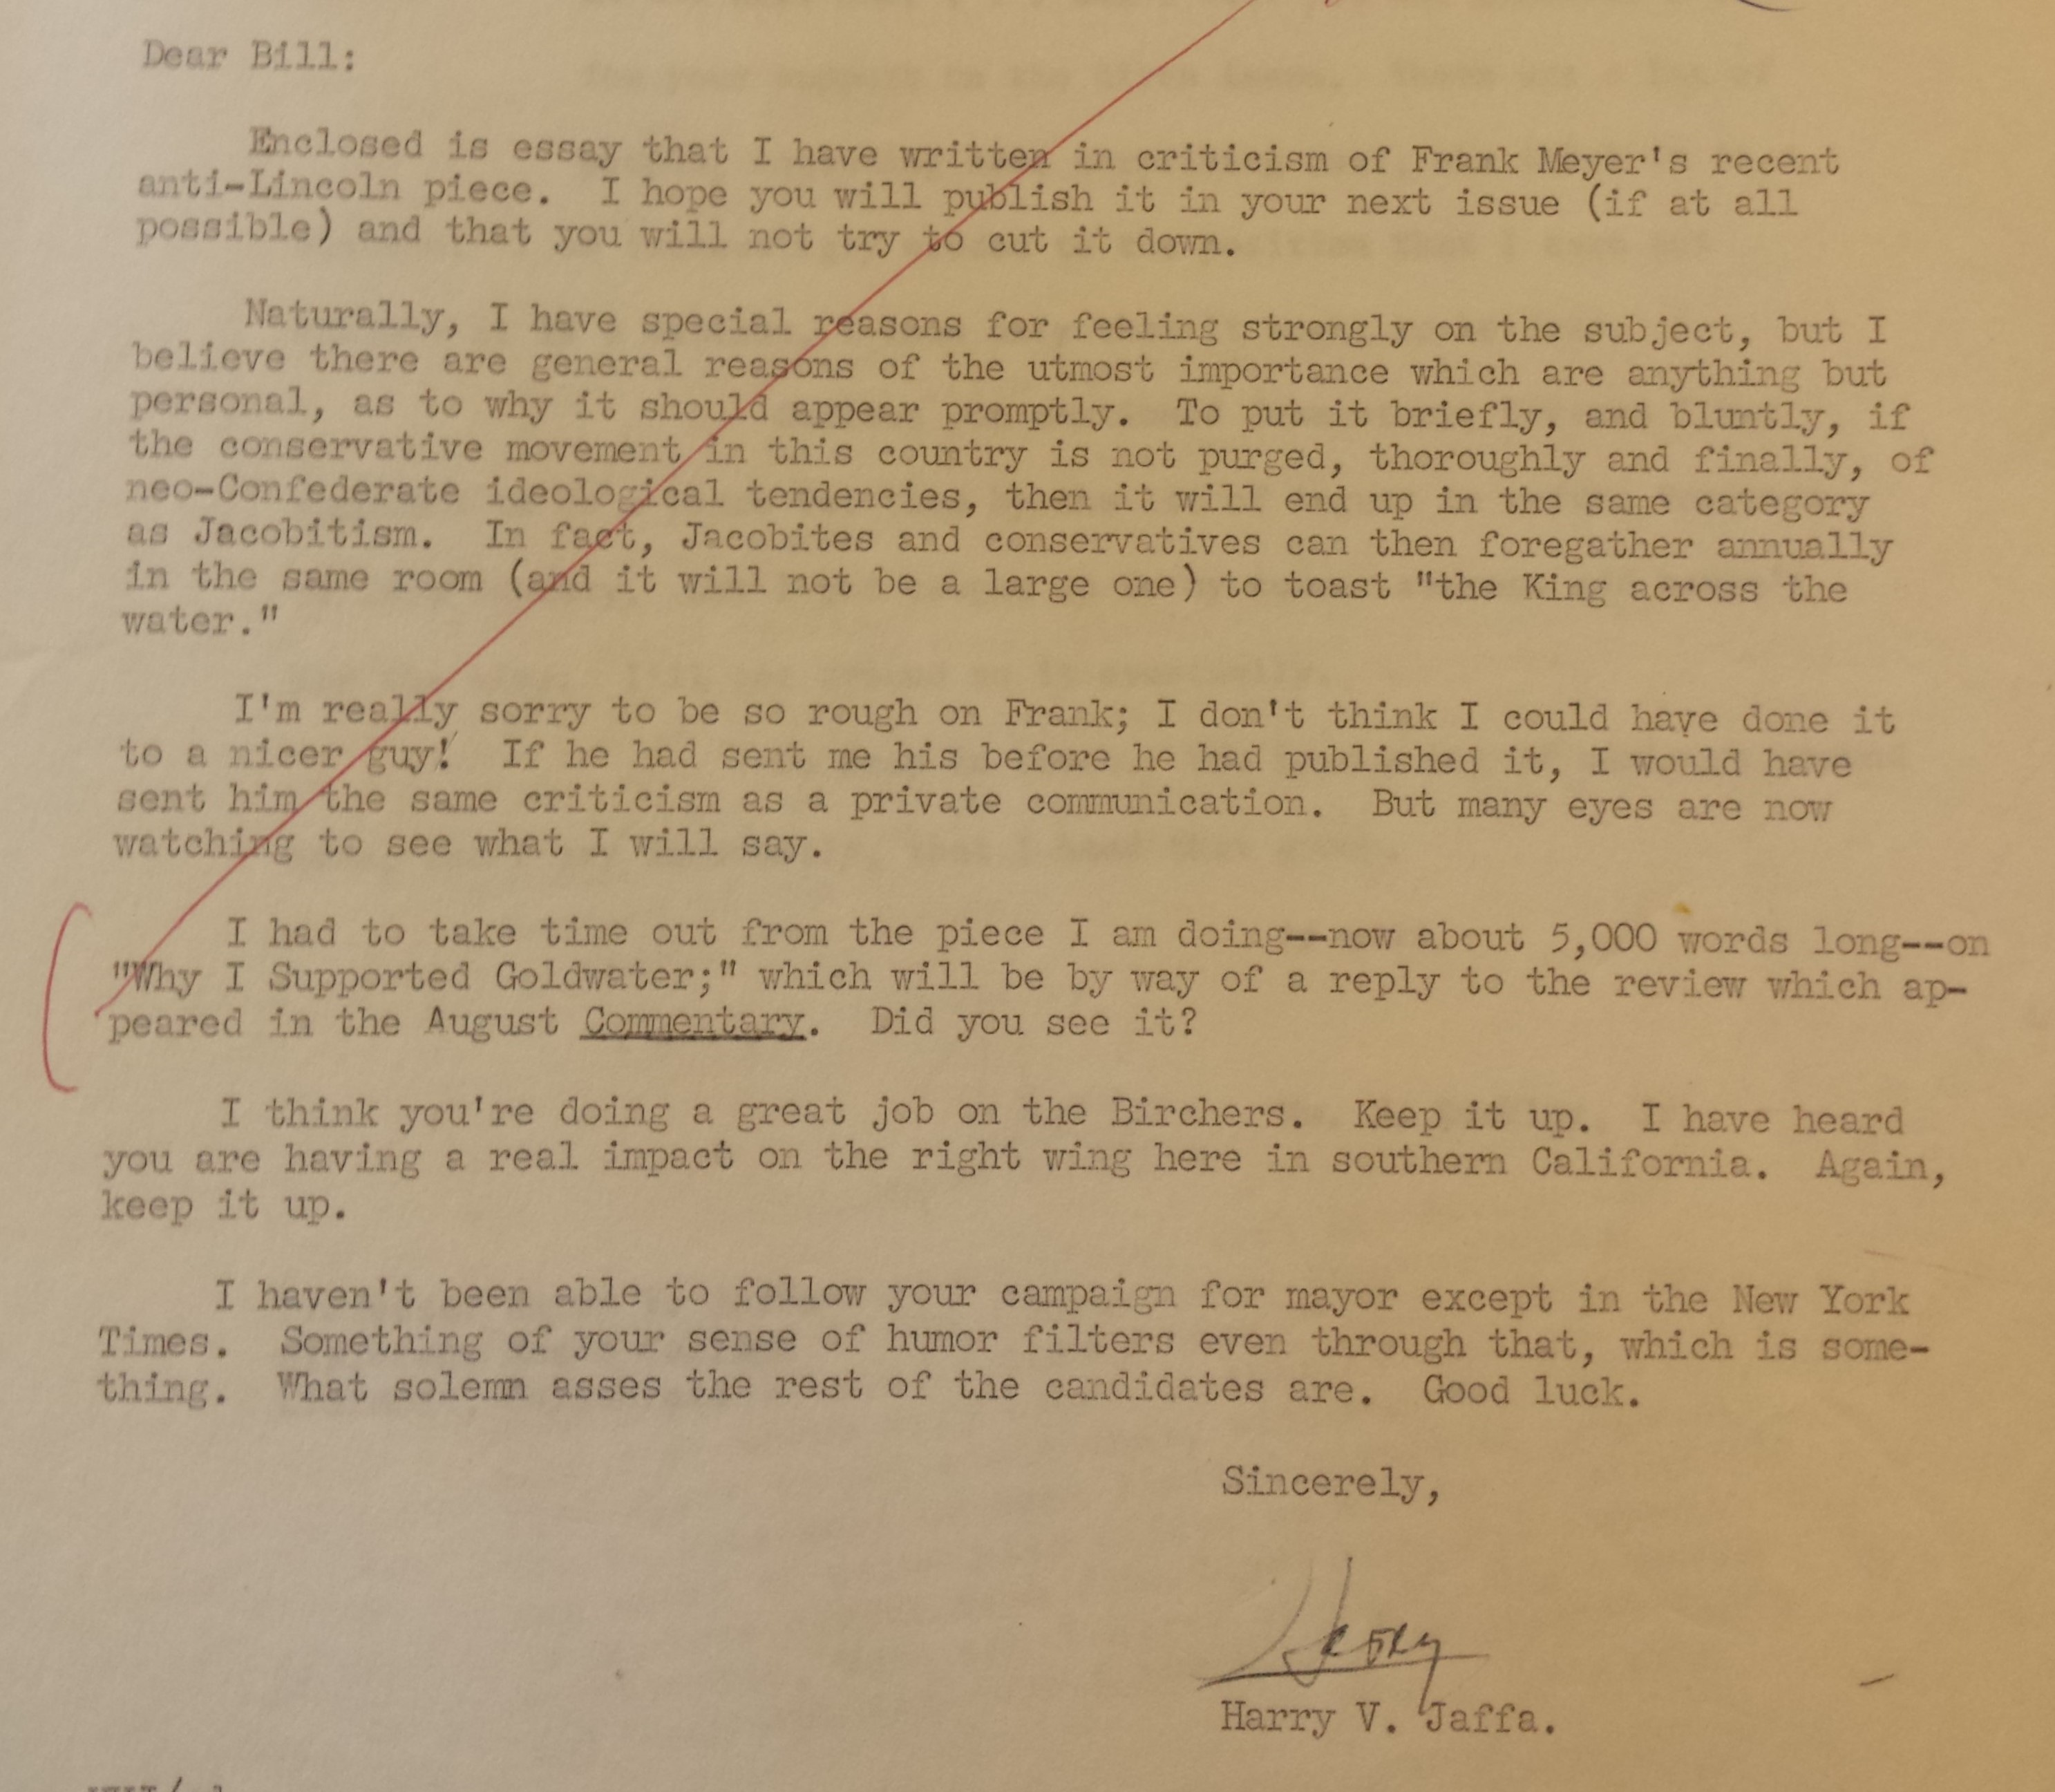 Dear Bill:
Enclosed is essay that I have written in criticism of Frank Meyer's recent
anti-Lincoln piece. I hope you will publish it in your next issue (if at all
possible) and that you will not try to cut it down.
Naturally, I have special reasons for feeling strongly on the subject, but I
believe there are general reasons of the utmost importance which are anything but
personal, as to why it should appear promptly. To put it briefly, and bluntly, if
the conservative movement in this country is not purged, thoroughly and finally, of
neo-Confederate ideological tendencies, then it will end up in the same category
as Jacobitism. In fact, Jacobites and conservatives can then foregather annually
in the same room (and it will not be a large one) to toast "the King across the
water."
I'm really sorry to be so rough on Frank; I don't think I could have done it
to a nicer guy! If he had sent me his before he had published it, I would have
sent him the same criticism as a private communication. But many eyes are now
watching to see what I will say.
I had to take time out from the piece I am doing--now about 5,000 words long--on
"Why I Supported Goldwater;" which will be by way of a reply to the review which ap-
peared in the August Commentary. Did you see it?
I think you're doing a great job on the Birchers. Keep it up. I have heard
you are having a real impact on the right wing here in southern California. Again,
keep it up.
I haven't been able to follow your campaign for mayor except in the New York
Times. Something of your sense of humor filters even through that, which is some-
thing. What solemn asses the rest of the candidates are. Good luck.
Sincerely,
Harry
Harry V. Jaffa.